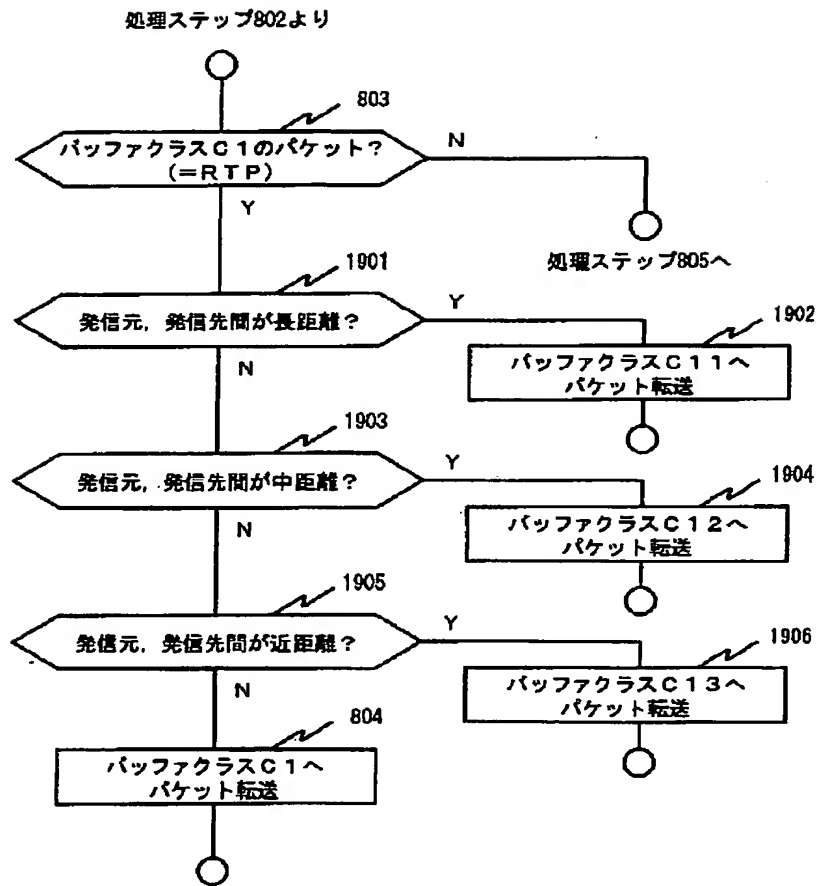 処理ステップ802より
803
バッファクラスC1のパケット?
(=RTP)
N
Y
処理ステップ805へ
1901
発信元，発信先間が長距離?
Y
N
1902
バッファクラスC11へ
パケット転送
1903
発信元，発信先間が中距離?
Y
N
1904
バッファクラスC12へ
パケット転送
1905
発信元，発信先間が近距離?
Y
N
1906
バッファクラスC13へ
パケット転送
804
バッファクラスC1へ
パケット転送